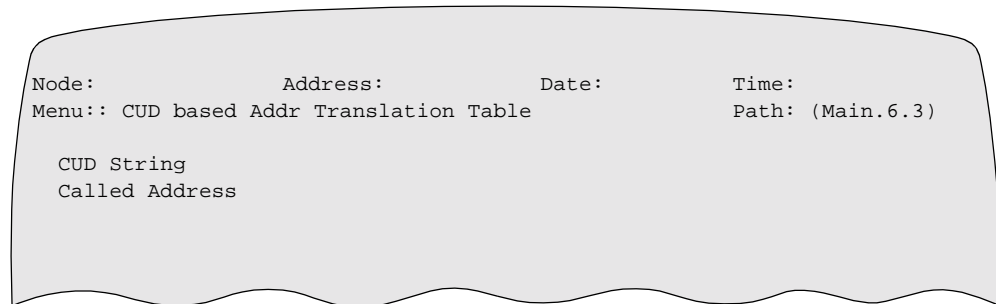 Node: Address: Date: Time:
Menu:: CUD based Addr Translation Table Path: (Main.6.3)
CUD String
Called Address